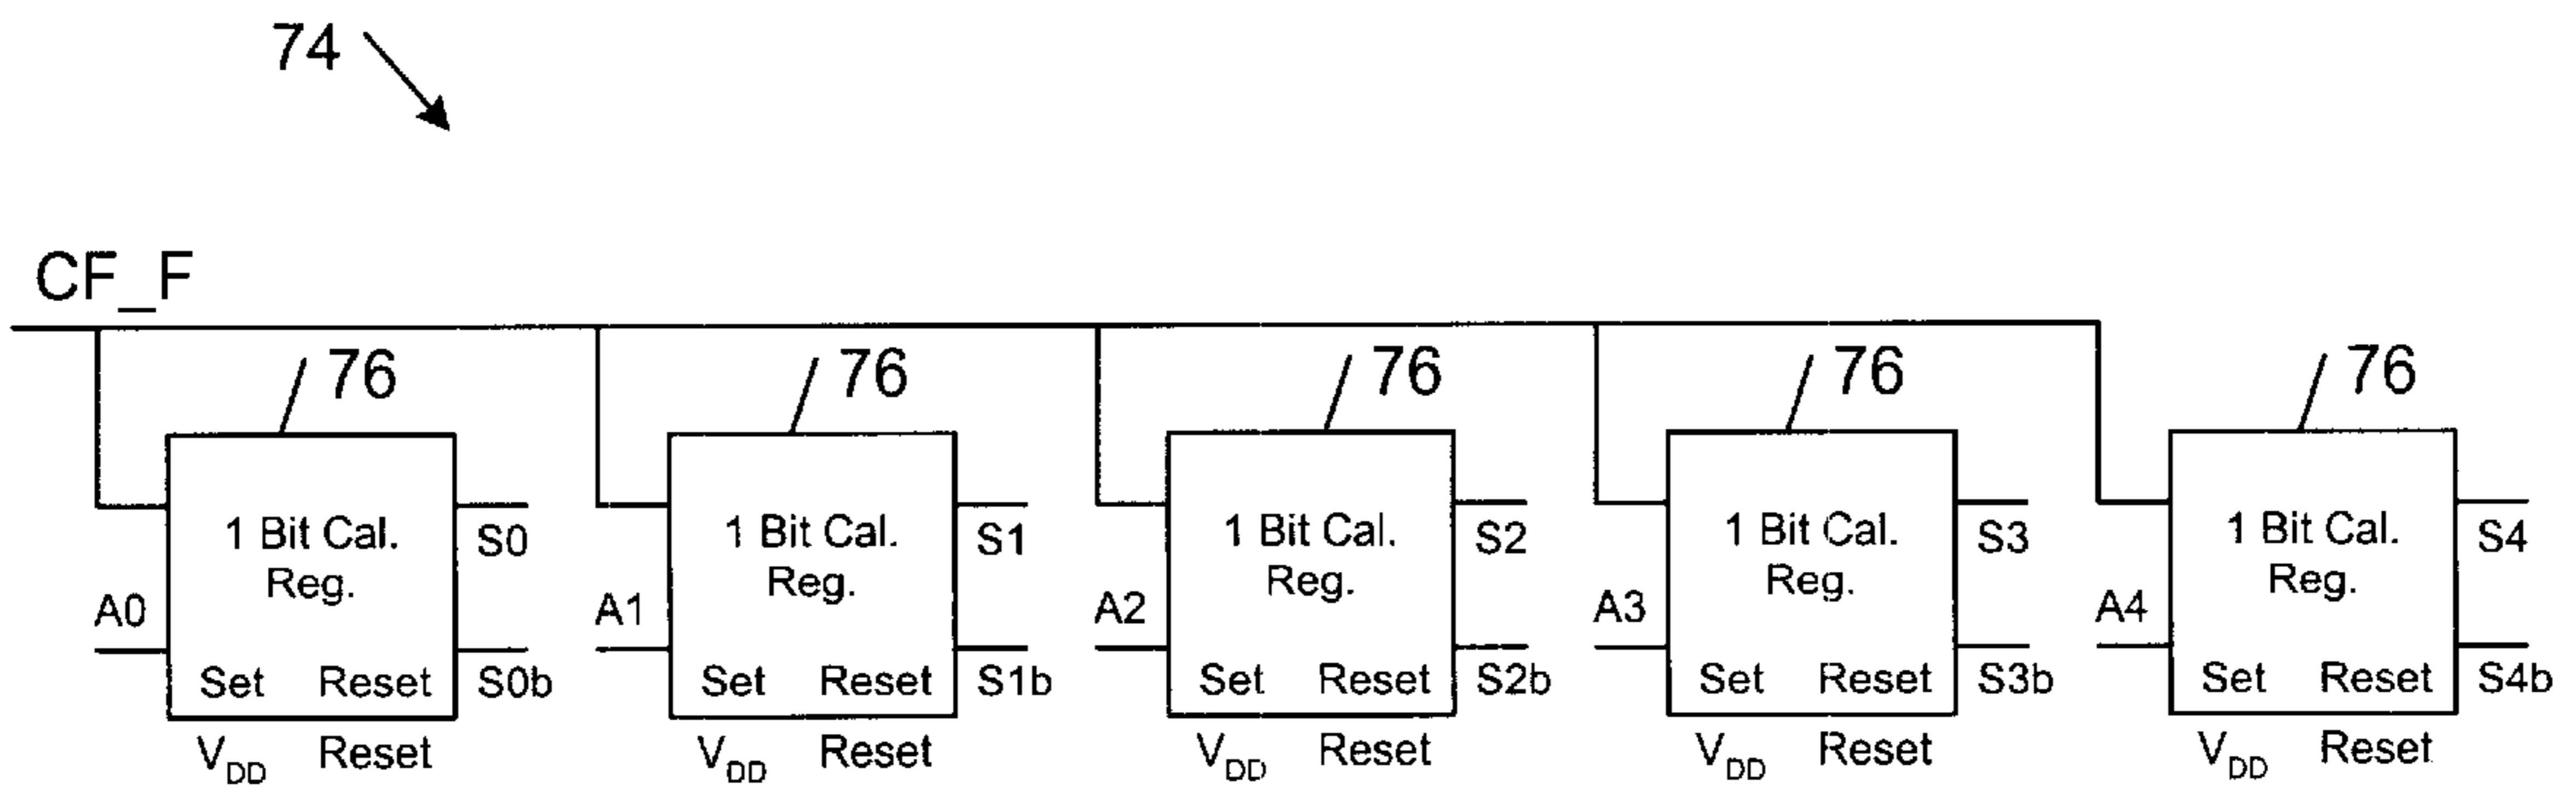 74
CF_F
76 76 76 76 76
1 Bit Cal. Reg. 1 Bit Cal. Reg. 1 Bit Cal. Reg. 1 Bit Cal. Reg. 1 Bit Cal. Reg.
S0 S1 S2 S3 S4
A0 A1 A2 A3 A4
Set Reset S0b Set Reset S1b Set Reset S2b Set Reset S3b Set Reset S4b
VDD Reset VDD Reset VDD Reset VDD Reset VDD Reset